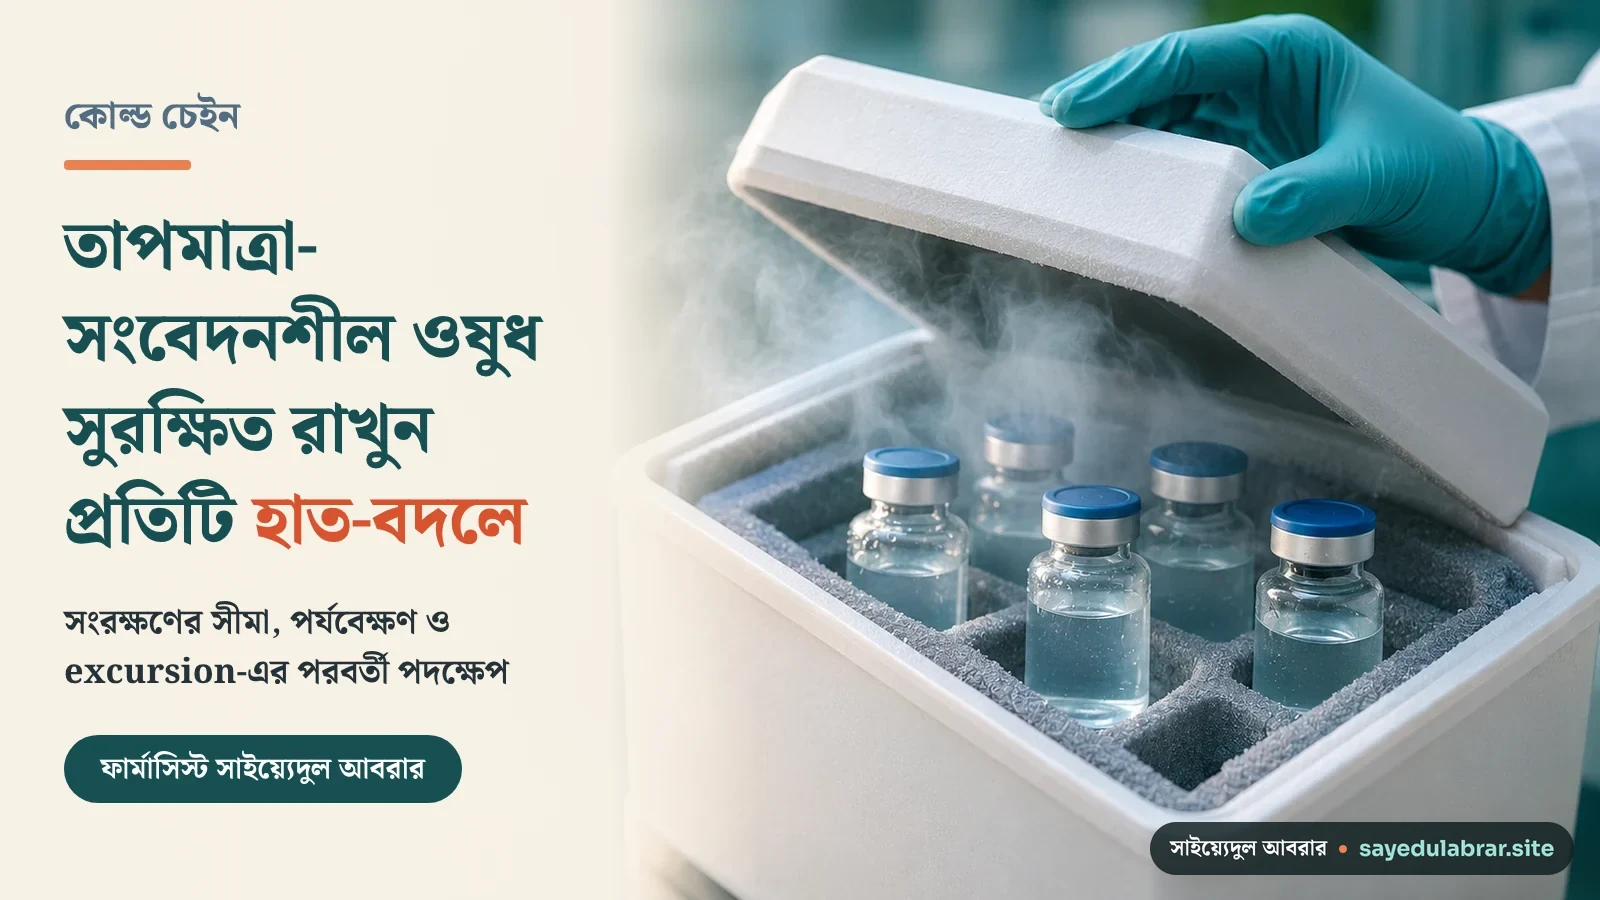 কোল্ড চেইন
তাপমাত্রা-
সংবেদনশীল ওষুধ
সুরক্ষিত রাখুন
প্রতিটি হাত-বদলে
সংরক্ষণের সীমা, পর্যবেক্ষণ ও
excursion-এর পরবর্তী পদক্ষেপ
ফার্মাসিস্ট সাইয়্যেদুল আবরার
সাইয়্যেদুল আবরার • sayedulabrar.site